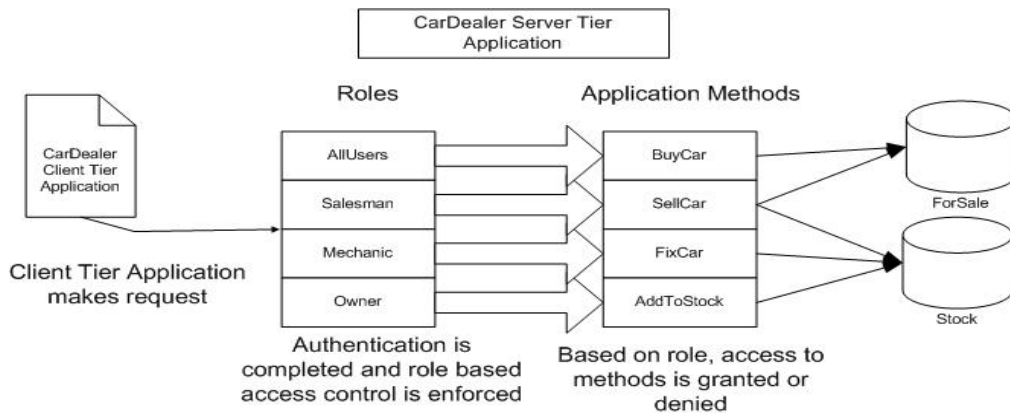 CarDealer Server Tier
Application
Roles
Application Methods
CarDealer
Client Tier
Application
AllUsers
BuyCar
Salesman
SellCar
ForSale
Mechanic
FixCar
Owner
AddToStock
Stock
Client Tier Application
makes request
Authentication is
completed and role based
access control is enforced
Based on role, access to
methods is granted or
denied